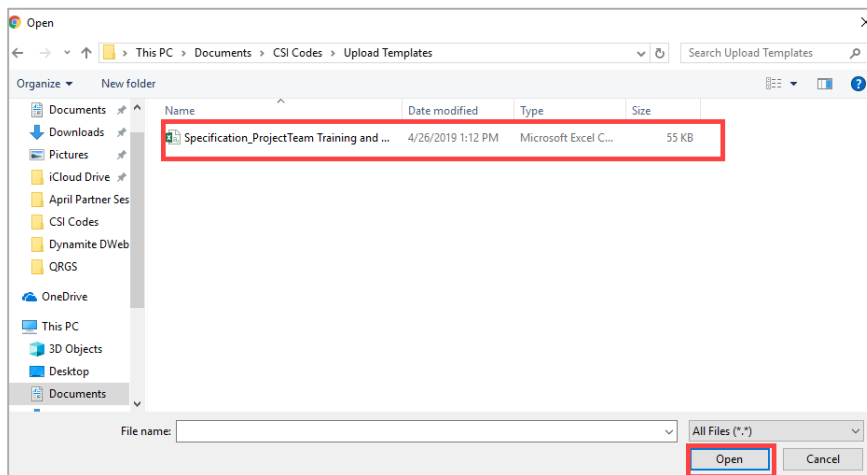 Open
This PC > Documents > CSI Codes > Upload Templates
Search Upload Templates
Organize
New folder
Name
Date modified
Type
Size
Specification_ProjectTeam Training and ...
4/26/2019 1:12 PM
Microsoft Excel C...
55 KB
Documents
Downloads
Pictures
iCloud Drive
April Partner Ses
CSI Codes
Dynamite DWeb
QRGS
OneDrive
This PC
3D Objects
Desktop
Documents
File name:
All Files (*.*)
Open
Cancel